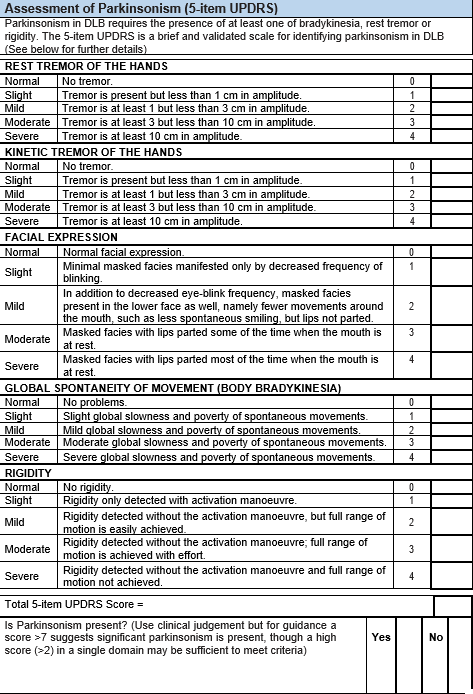 Assessment of Parkinsonism (5-item UPDRS)
Parkinsonism in DLB requires the presence of at least one of bradykinesia, rest tremor or
rigidity. The 5-item UPDRS is a brief and validated scale for identifying parkinsonism in DLB
(See below for further details)
REST TREMOR OF THE HANDS
Normal No tremor. 0
Slight Tremor is present but less than 1 cm in amplitude. 1
Mild Tremor is at least 1 but less than 3 cm in amplitude. 2
Moderate Tremor is at least 3 but less than 10 cm in amplitude. 3
Severe Tremor is at least 10 cm in amplitude. 4
KINETIC TREMOR OF THE HANDS
Normal No tremor. 0
Slight Tremor is present but less than 1 cm in amplitude. 1
Mild Tremor is at least 1 but less than 3 cm in amplitude. 2
Moderate Tremor is at least 3 but less than 10 cm in amplitude. 3
Severe Tremor is at least 10 cm in amplitude. 4
FACIAL EXPRESSION
Normal Normal facial expression. 0
Slight Minimal masked facies manifested only by decreased frequency of 1
blinking.
Mild In addition to decreased eye-blink frequency, masked facies
present in the lower face as well, namely fewer movements around 2
the mouth, such as less spontaneous smiling, but lips not parted.
Moderate Masked facies with lips parted some of the time when the mouth is 3
at rest.
Severe Masked facies with lips parted most of the time when the mouth is 4
at rest.
GLOBAL SPONTANEITY OF MOVEMENT (BODY BRADYKINESIA)
Normal No problems. 0
Slight Slight global slowness and poverty of spontaneous movements. 1
Mild Mild global slowness and poverty of spontaneous movements. 2
Moderate Moderate global slowness and poverty of spontaneous movements. 3
Severe Severe global slowness and poverty of spontaneous movements. 4
RIGIDITY
Normal No rigidity. 0
Slight Rigidity only detected with activation manoeuvre. 1
Mild Rigidity detected without the activation manoeuvre, but full range of 2
motion is easily achieved.
Moderate Rigidity detected without the activation manoeuvre; full range of 3
motion is achieved with effort.
Severe Rigidity detected without the activation manoeuvre and full range of 4
motion not achieved.
Total 5-item UPDRS Score =
Is Parkinsonism present? (Use clinical judgement but for guidance a
score >7 suggests significant parkinsonism is present, though a high Yes No
score (>2) in a single domain may be sufficient to meet criteria)